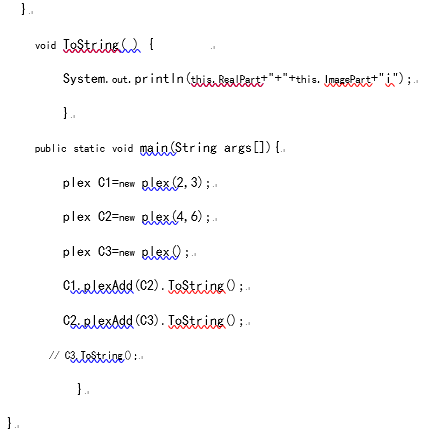 }
void ToString() {
System.out.println(this.RealPart+"+"+this.ImagePart+"i");
}
public static void main(String args[]){
plex C1=new plex(2,3);
plex C2=new plex(4,6);
plex C3=new plex();
C1.plexAdd(C2).ToString();
C2.plexAdd(C3).ToString();
// C3.ToString();
}
}